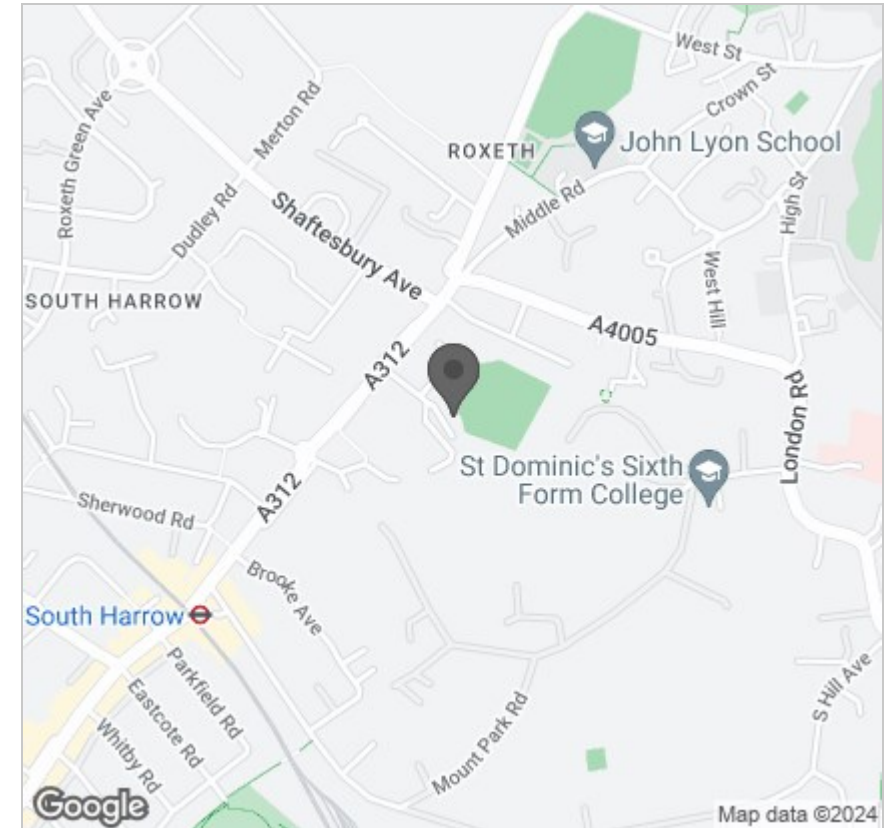 West St
Crown St
Roxeth Green Ave
Merton Rd
ROXETH
John Lyon School
Middle Rd
High St
Dudley Rd
Shaftesbury Ave
West Hill
SOUTH HARROW
A4005
A312
London Rd
St Dominic's Sixth
Form College
A312
Sherwood Rd
Brooke Ave
South Harrow
Parkfield Rd
Eastcote Rd
Whitby Rd
Mount Park Rd
S Hill Ave
Google
Map data ©2024